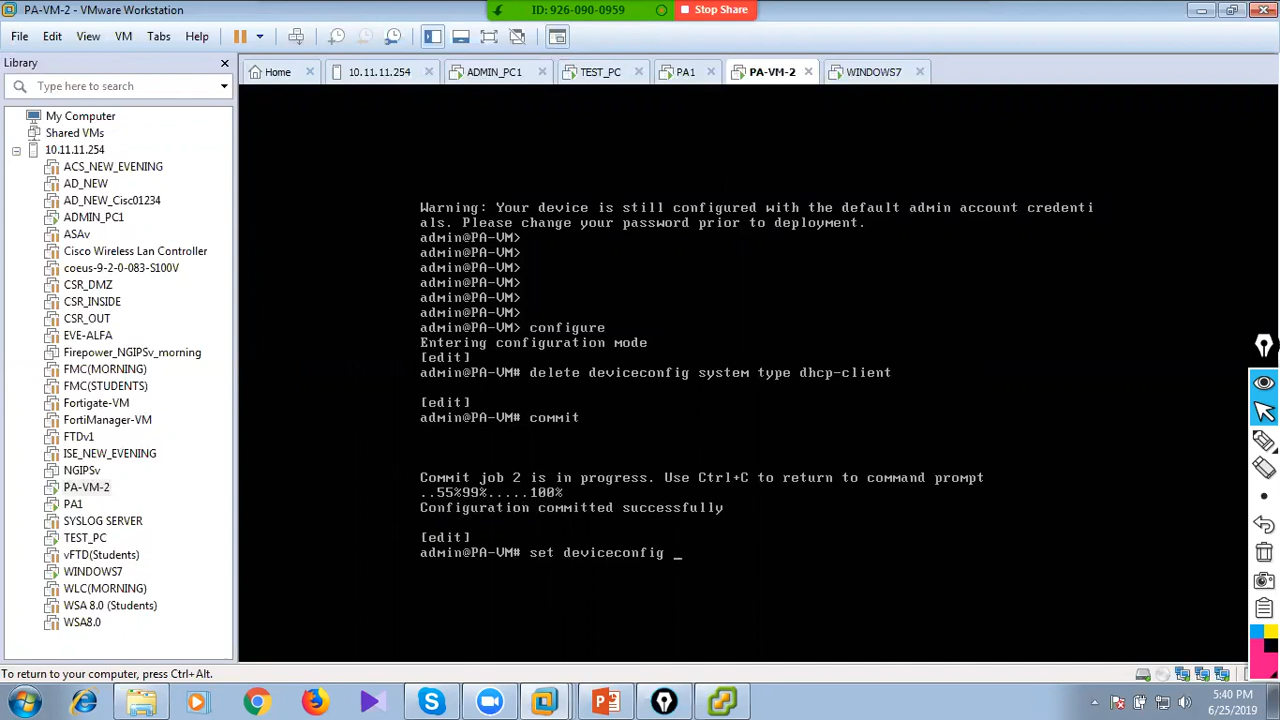 PA-VM-2 - VMware Workstation
ID: 926-090-0959
Stop Share
File Edit View VM Tabs Help
Library
Type here to search
My Computer
Shared VMs
10.11.11.254
ACS_NEW_EVENING
AD_NEW
AD_NEW_Cisc01234
ADMIN_PC1
ASAv
Cisco Wireless Lan Controller
coeus-9-2-0-083-S100V
CSR_DMZ
CSR_INSIDE
CSR_OUT
EVE-ALFA
Firepower_NGIPSv_morning
FMC(MORNING)
FMC(STUDENTS)
Fortigate-VM
FortiManager-VM
FTDv1
ISE_NEW_EVENING
NGIPSv
PA-VM-2
PA1
SYSLOG SERVER
TEST_PC
vFTD(Students)
WINDOWS7
WLC(MORNING)
WSA 8.0 (Students)
WSA8.0
Home 10.11.11.254 ADMIN_PC1 TEST_PC PA1 PA-VM-2 WINDOWS7
Warning: Your device is still configured with the default admin account credenti
als. Please change your password prior to deployment.
admin@PA-VM>
admin@PA-VM>
admin@PA-VM>
admin@PA-VM>
admin@PA-VM>
admin@PA-VM>
admin@PA-VM> configure
Entering configuration mode
[edit]
admin@PA-VM# delete deviceconfig system type dhcp-client
[edit]
admin@PA-VM# commit
Commit job 2 is in progress. Use Ctrl+C to return to command prompt
..55%99%.....100%
Configuration committed successfully
[edit]
admin@PA-VM# set deviceconfig _
To return to your computer, press Ctrl+Alt.
5:40 PM
6/25/2019